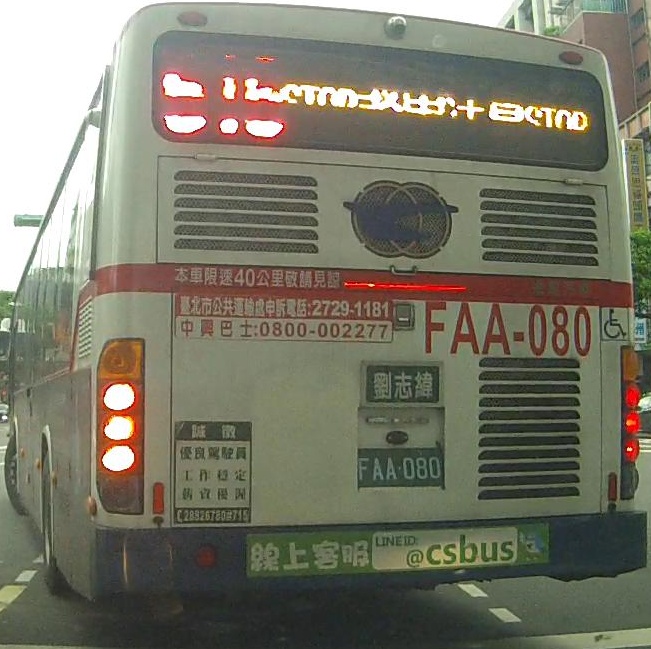 本車限速40公里敬請見諒
臺北市公共運輸處申訴電話:2729-1181
中興巴士:0800-002277
FAA-080
劉志緯
FAA-080
誠徵
優良駕駛員
工作穩定
薪資優渥
28826780#715
線上客服
LINE ID:
@csbus